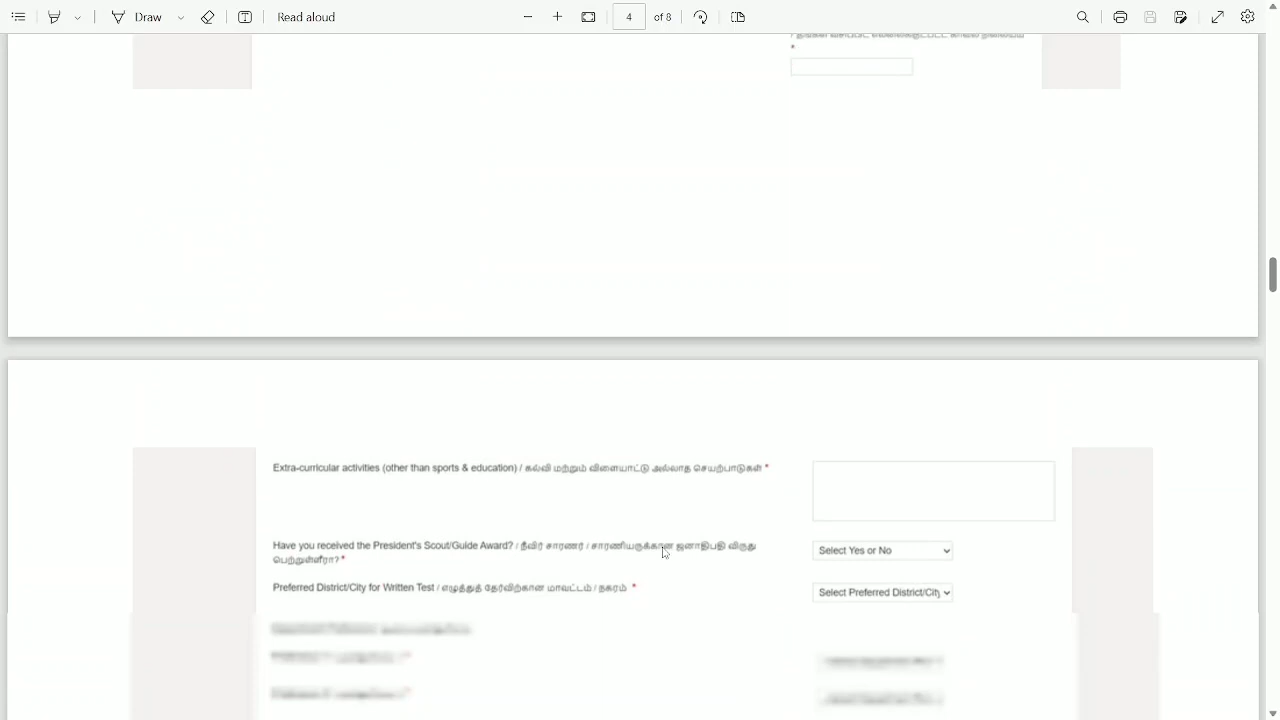 Draw
Read aloud
4 of 8
*
Extra-curricular activities (other than sports & education) / கல்வி மற்றும் விளையாட்டு அல்லாத செயற்பாடுகள் *
Have you received the President's Scout/Guide Award? / நீவிர் சாரணர் / சாரணியருக்கான ஜனாதிபதி விருது
பெற்றுள்ளீரா? *
Select Yes or No
Preferred District/City for Written Test / எழுத்துத் தேர்விற்கான மாவட்டம் / நகரம் *
Select Preferred District/City